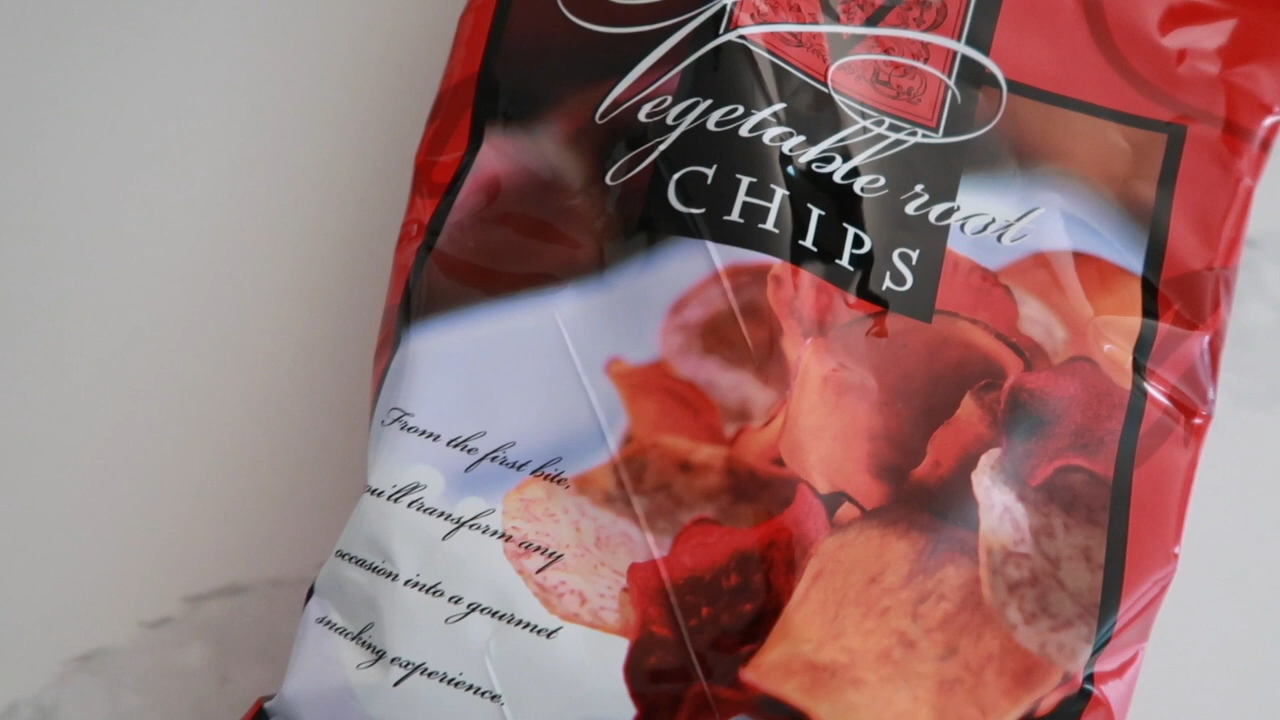 Vegetable root
CHIPS
From the first bite,
ou'll transform any
occasion into a gourmet
snacking experience.